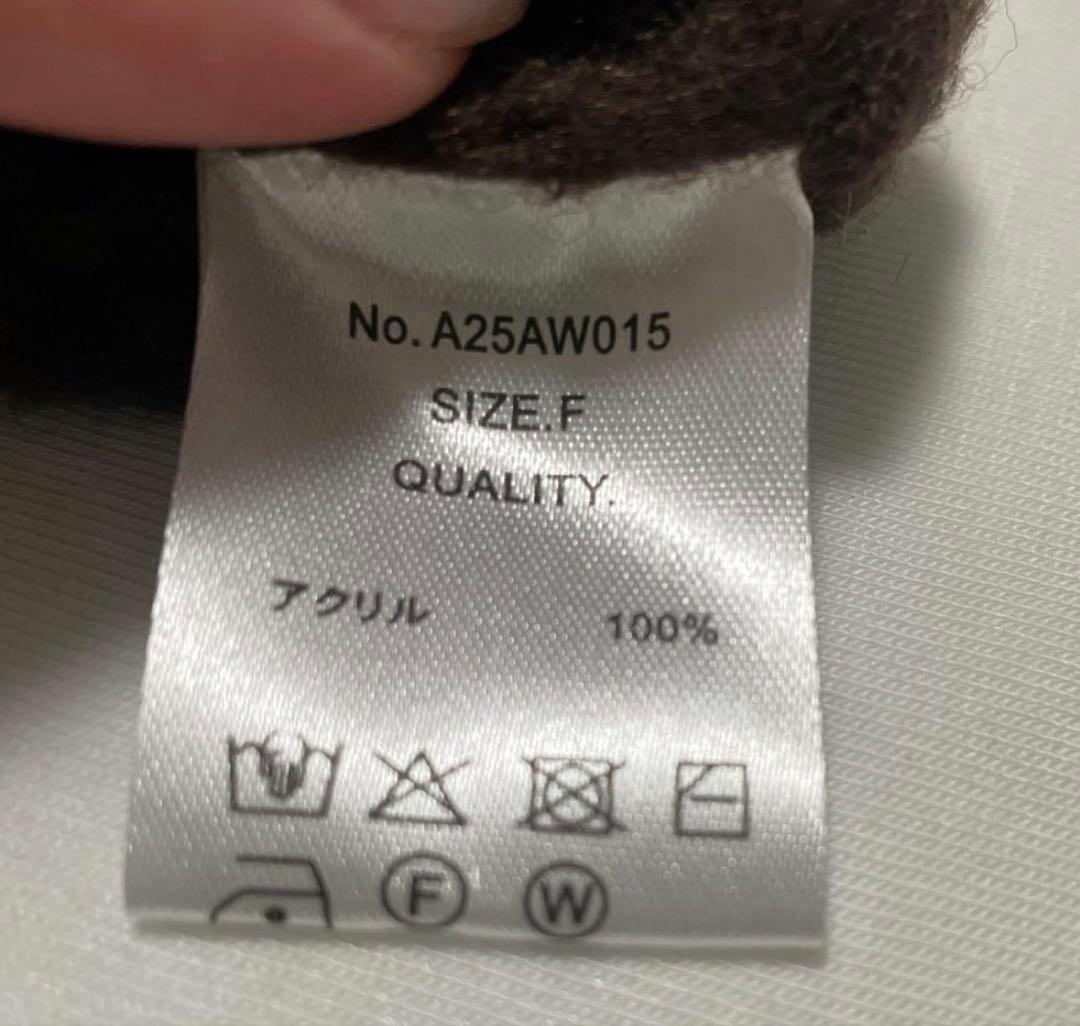 No. A25AW015
SIZE.F
QUALITY.
アクリル 100%
F W